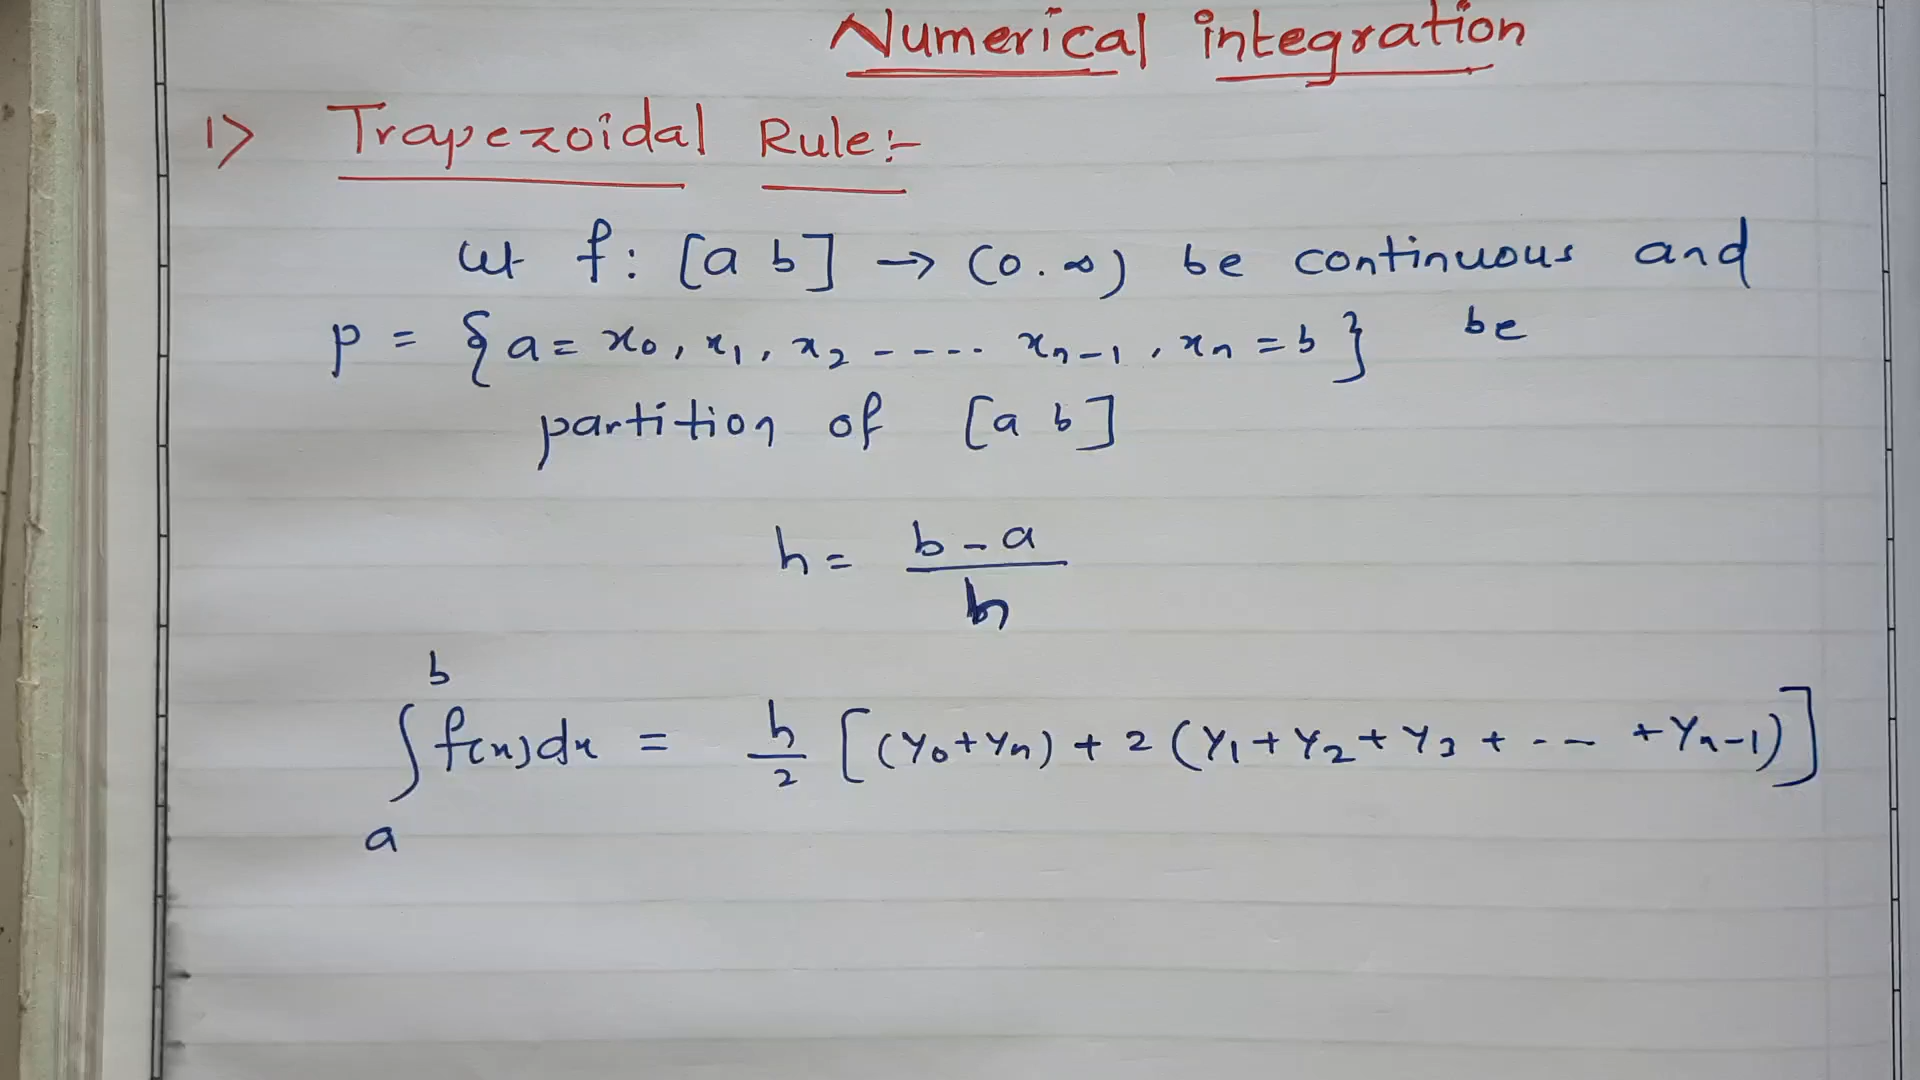 Numerical integration
1) Trapezoidal Rule:-
Let f: [a b] → (0. ∞) be continuous and
p = {a = x₀, x₁, x₂ - - - - - xₙ₋₁, xₙ = b} be
partition of [a b]
h = (b - a)/n
∫ₐᵇ f(x)dx = h/2 [(Y₀+Yₙ) + 2 (Y₁+Y₂+Y₃+ - - - +Yₙ₋₁)]